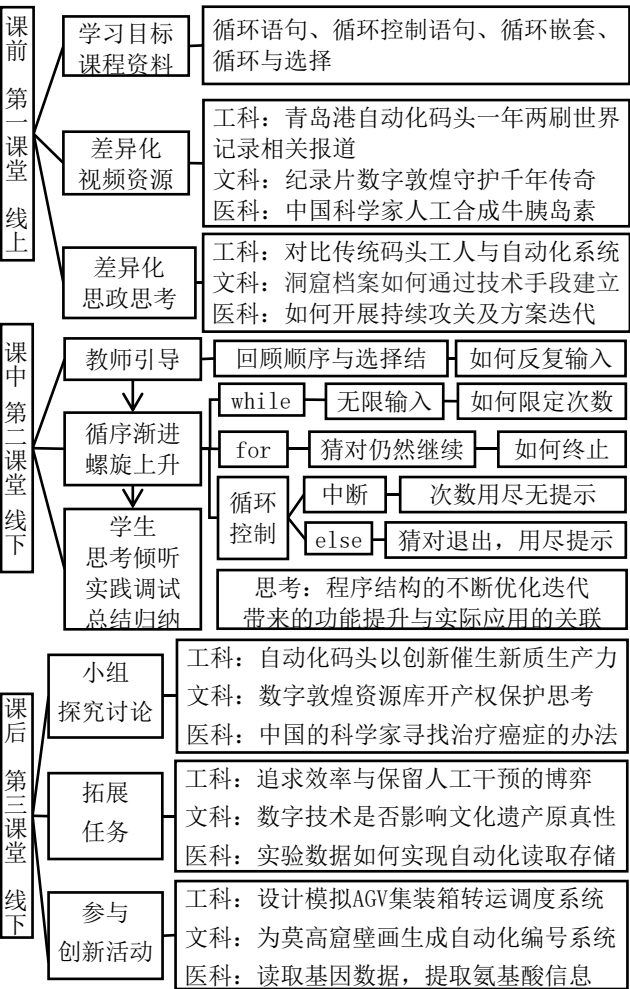 课前 第一课堂 线上
学习目标
课程资料
循环语句、循环控制语句、循环嵌套、
循环与选择
差异化
视频资源
工科：青岛港自动化码头一年两刷世界
记录相关报道
文科：纪录片数字敦煌守护千年传奇
医科：中国科学家人工合成牛胰岛素
差异化
思政思考
工科：对比传统码头工人与自动化系统
文科：洞窟档案如何通过技术手段建立
医科：如何开展持续攻关及方案迭代
课中 第二课堂 线下
教师引导
回顾顺序与选择结
如何反复输入
循序渐进
螺旋上升
while
无限输入
如何限定次数
for
猜对仍然继续
如何终止
循环
控制
中断
次数用尽无提示
else
猜对退出，用尽提示
学生
思考倾听
实践调试
总结归纳
思考：程序结构的不断优化迭代
带来的功能提升与实际应用的关联
课后 第三课堂 线下
小组
探究讨论
工科：自动化码头以创新催生新质生产力
文科：数字敦煌资源库开产权保护思考
医科：中国的科学家寻找治疗癌症的办法
拓展
任务
工科：追求效率与保留人工干预的博弈
文科：数字技术是否影响文化遗产原真性
医科：实验数据如何实现自动化读取存储
参与
创新活动
工科：设计模拟AGV集装箱转运调度系统
文科：为莫高窟壁画生成自动化编号系统
医科：读取基因数据，提取氨基酸信息